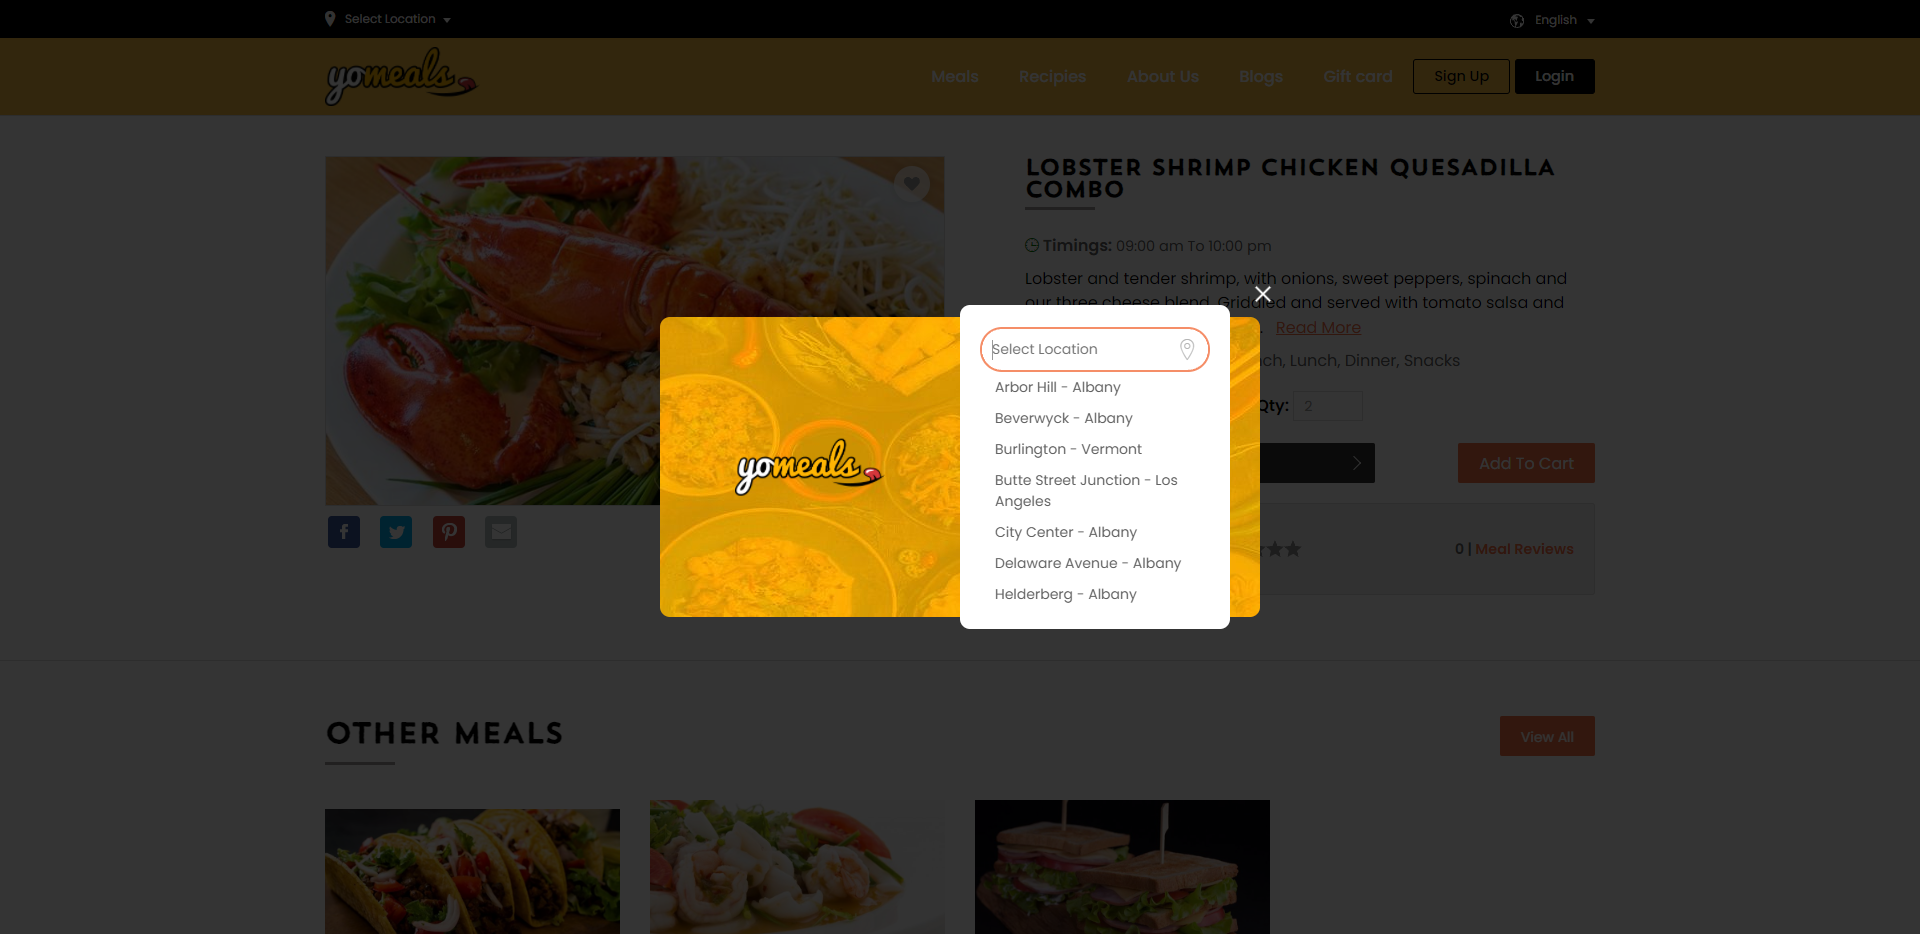 Select Location
English
yomeals
Meals
Recipies
About Us
Blogs
Gift card
Sign Up
Login
LOBSTER SHRIMP CHICKEN QUESADILLA
COMBO
Timings: 09:00 am To 10:00 pm
Lobster and tender shrimp, with onions, sweet peppers, spinach and
our three cheese blend. Griddled and served with tomato salsa and
Read More
Lunch, Dinner, Snacks
Qty: 2
Add To Cart
0 | Meal Reviews
yomeals
Select Location
Arbor Hill - Albany
Beverwyck - Albany
Burlington - Vermont
Butte Street Junction - Los
Angeles
City Center - Albany
Delaware Avenue - Albany
Helderberg - Albany
OTHER MEALS
View All